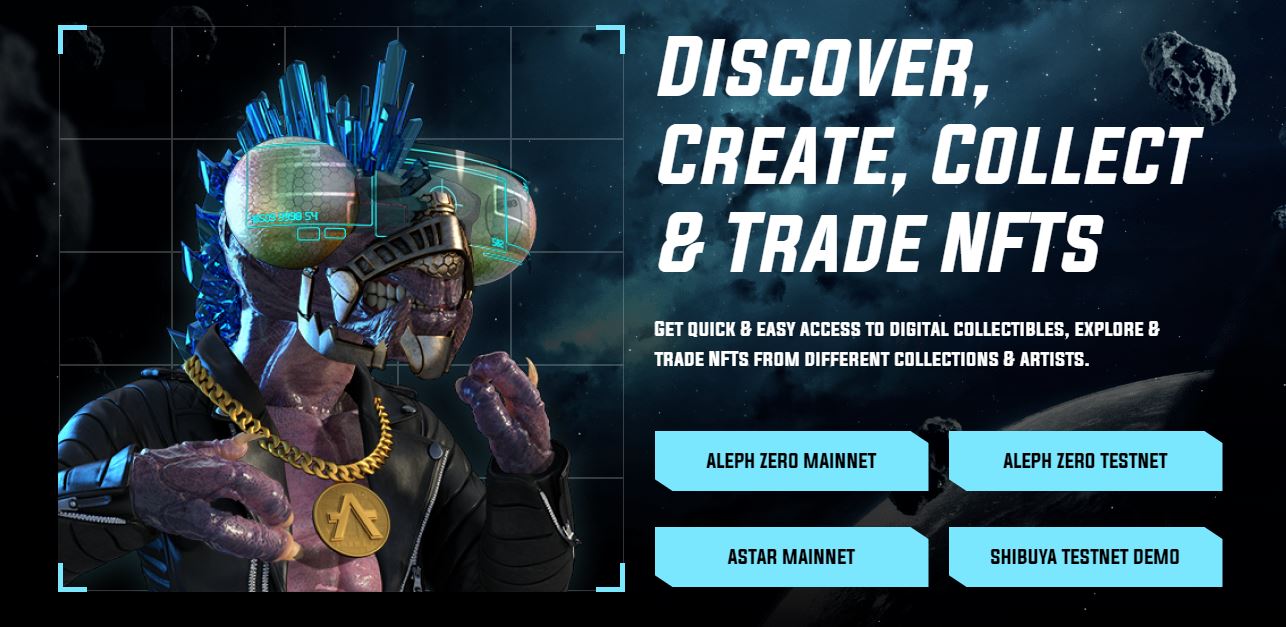 DISCOVER,
CREATE, COLLECT
& TRADE NFTS
GET QUICK & EASY ACCESS TO DIGITAL COLLECTIBLES, EXPLORE &
TRADE NFTS FROM DIFFERENT COLLECTIONS & ARTISTS.
ALEPH ZERO MAINNET
ALEPH ZERO TESTNET
ASTAR MAINNET
SHIBUYA TESTNET DEMO